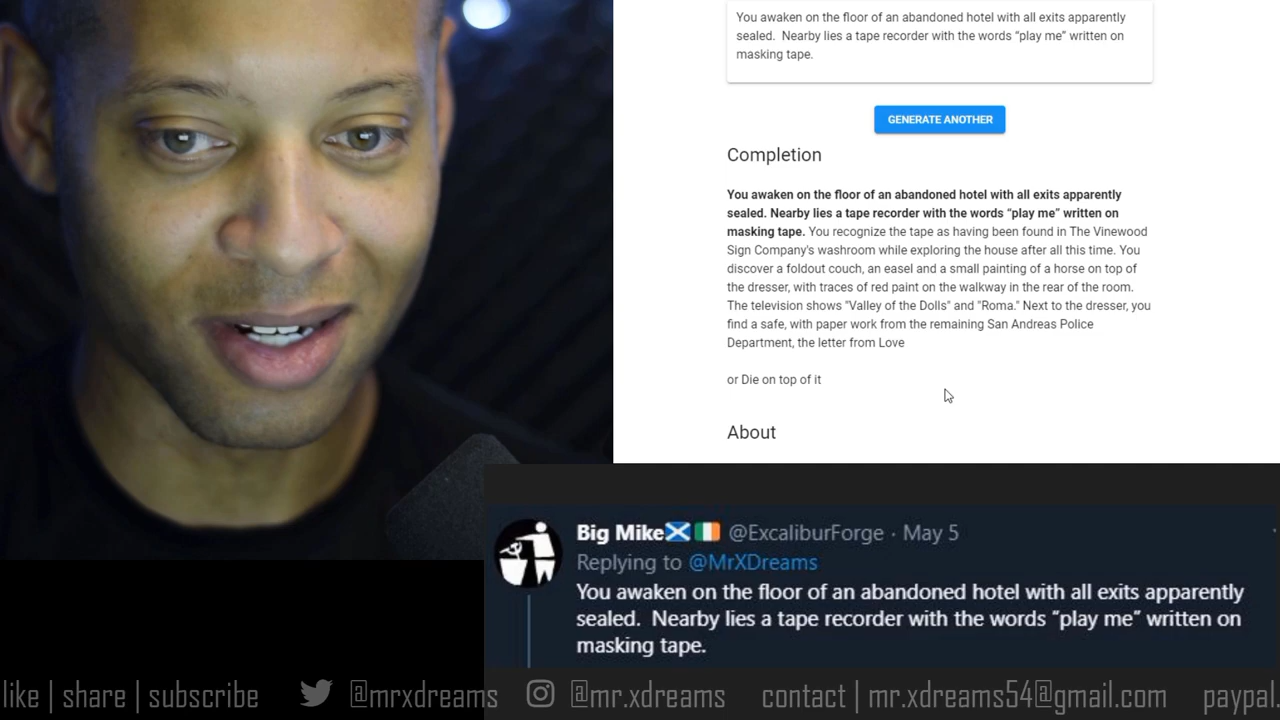 You awaken on the floor of an abandoned hotel with all exits apparently
sealed.  Nearby lies a tape recorder with the words “play me” written on
masking tape.
GENERATE ANOTHER
Completion
You awaken on the floor of an abandoned hotel with all exits apparently
sealed. Nearby lies a tape recorder with the words “play me” written on
masking tape. You recognize the tape as having been found in The Vinewood
Sign Company's washroom while exploring the house after all this time. You
discover a foldout couch, an easel and a small painting of a horse on top of
the dresser, with traces of red paint on the walkway in the rear of the room.
The television shows "Valley of the Dolls" and "Roma." Next to the dresser, you
find a safe, with paper work from the remaining San Andreas Police
Department, the letter from Love
or Die on top of it
About
Big Mike @ExcaliburForge · May 5
Replying to @MrXDreams
You awaken on the floor of an abandoned hotel with all exits apparently
sealed.  Nearby lies a tape recorder with the words “play me” written on
masking tape.
like | share | subscribe @mrxdreams @mr.xdreams contact | mr.xdreams54@gmail.com paypal.